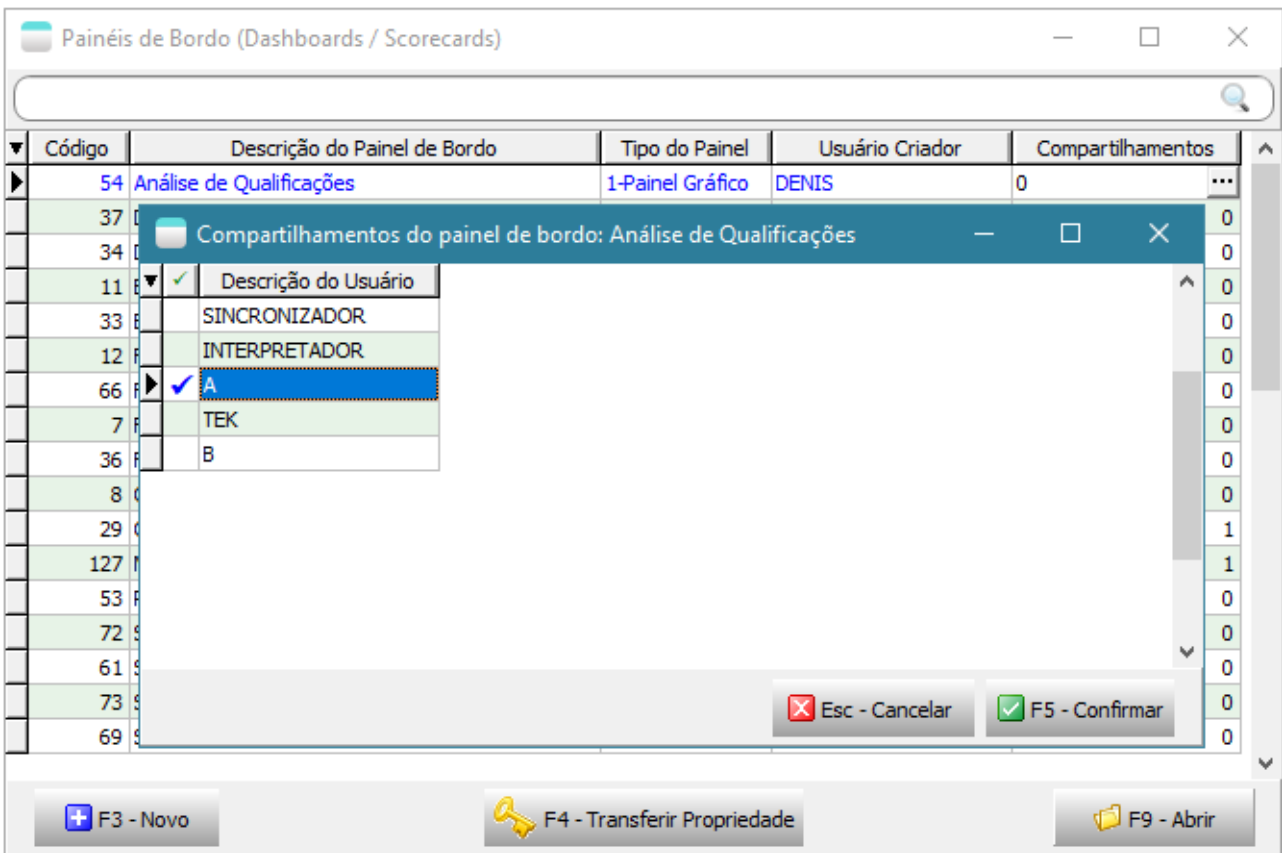 Painéis de Bordo (Dashboards / Scorecards)
Código Descrição do Painel de Bordo Tipo do Painel Usuário Criador Compartilhamentos
54 Análise de Qualificações 1-Painel Gráfico DENIS 0 ...
37 0
34 0
11 0
33 0
12 0
66 0
7 0
36 0
8 0
29 1
127 1
53 0
72 0
61 0
73 0
69 0
Compartilhamentos do painel de bordo: Análise de Qualificações
Descrição do Usuário
SINCRONIZADOR
INTERPRETADOR
A
TEK
B
Esc - Cancelar F5 - Confirmar
F3 - Novo F4 - Transferir Propriedade F9 - Abrir